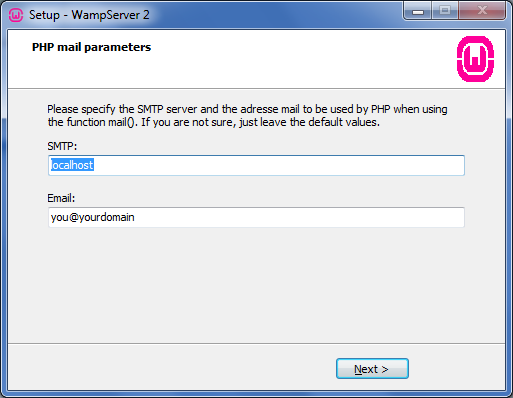 Setup - WampServer 2
PHP mail parameters
Please specify the SMTP server and the adresse mail to be used by PHP when using
the function mail(). If you are not sure, just leave the default values.
SMTP:
localhost
Email:
you@yourdomain
Next >